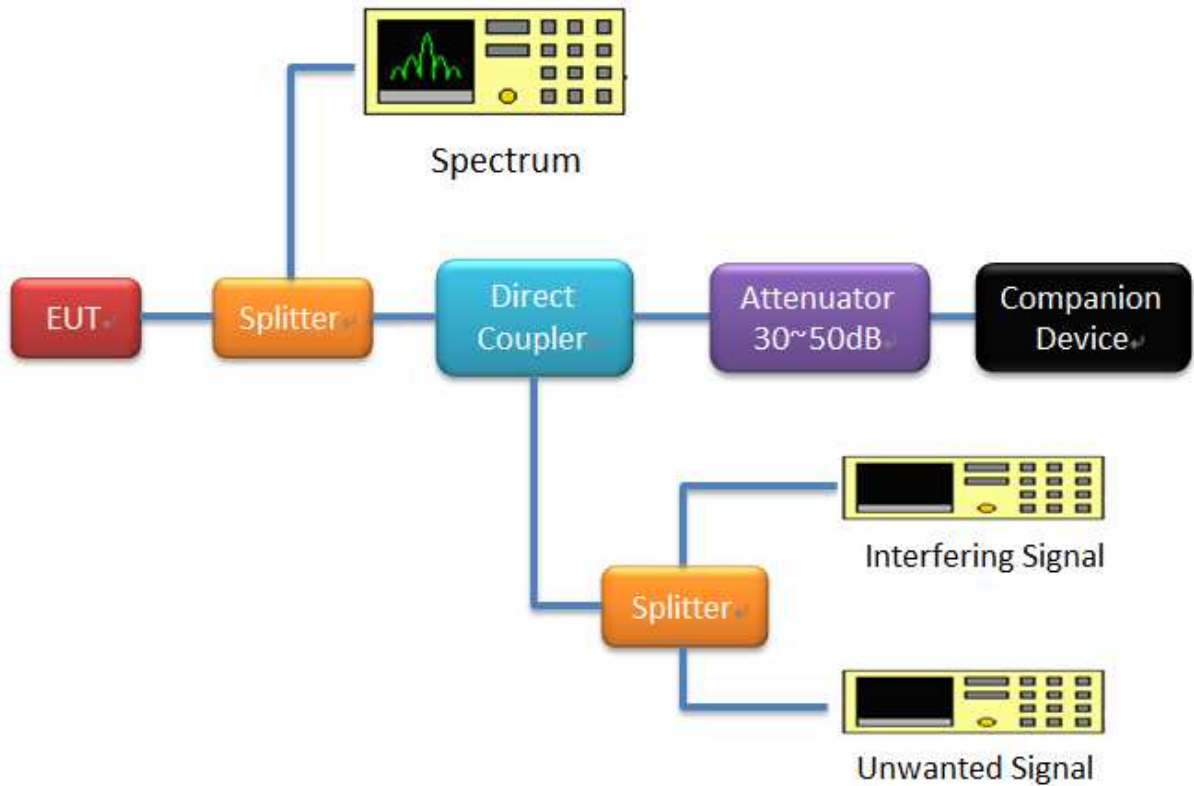 Spectrum
EUT
Splitter
Direct
Coupler
Attenuator
30~50dB
Companion
Device
Interfering Signal
Splitter
Unwanted Signal